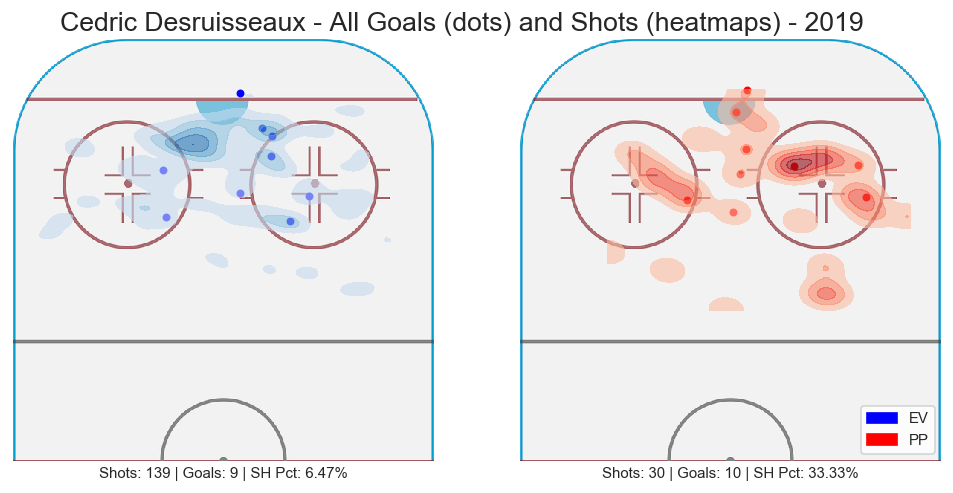 Cedric Desruisseaux - All Goals (dots) and Shots (heatmaps) - 2019
EV
PP
Shots: 139 | Goals: 9 | SH Pct: 6.47%
Shots: 30 | Goals: 10 | SH Pct: 33.33%